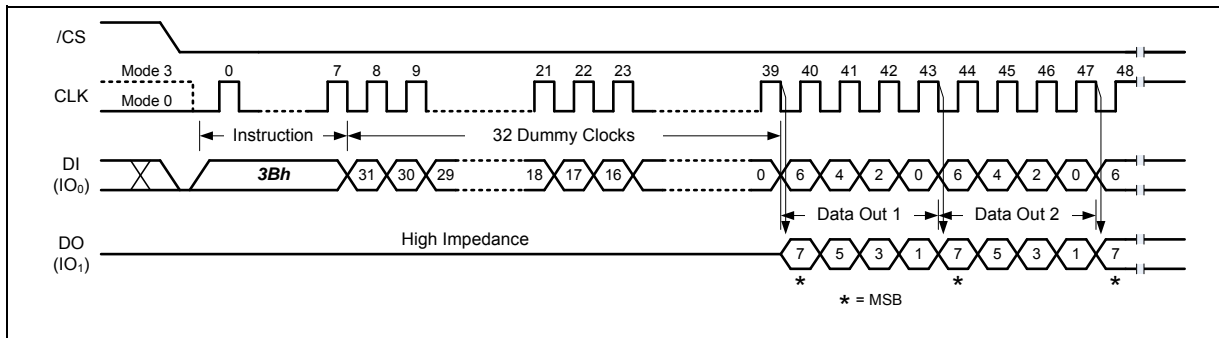 /CS
Mode 3 0 7 8 9 21 22 23 39 40 41 42 43 44 45 46 47 48
CLK
Mode 0
Instruction 32 Dummy Clocks
DI
(IO₀)
3Bh 31 30 29 18 17 16 0 6 4 2 0 6 4 2 0 6
Data Out 1 Data Out 2
DO
(IO₁)
High Impedance
7 5 3 1 7 5 3 1 7
* * *
* = MSB